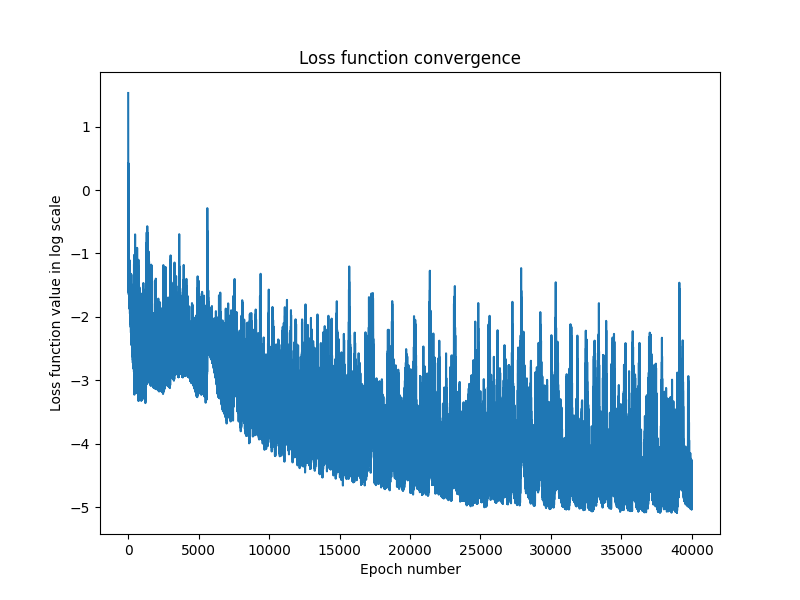 Loss function convergence
Loss function value in log scale
1
0
−1
−2
−3
−4
−5
0 5000 10000 15000 20000 25000 30000 35000 40000
Epoch number